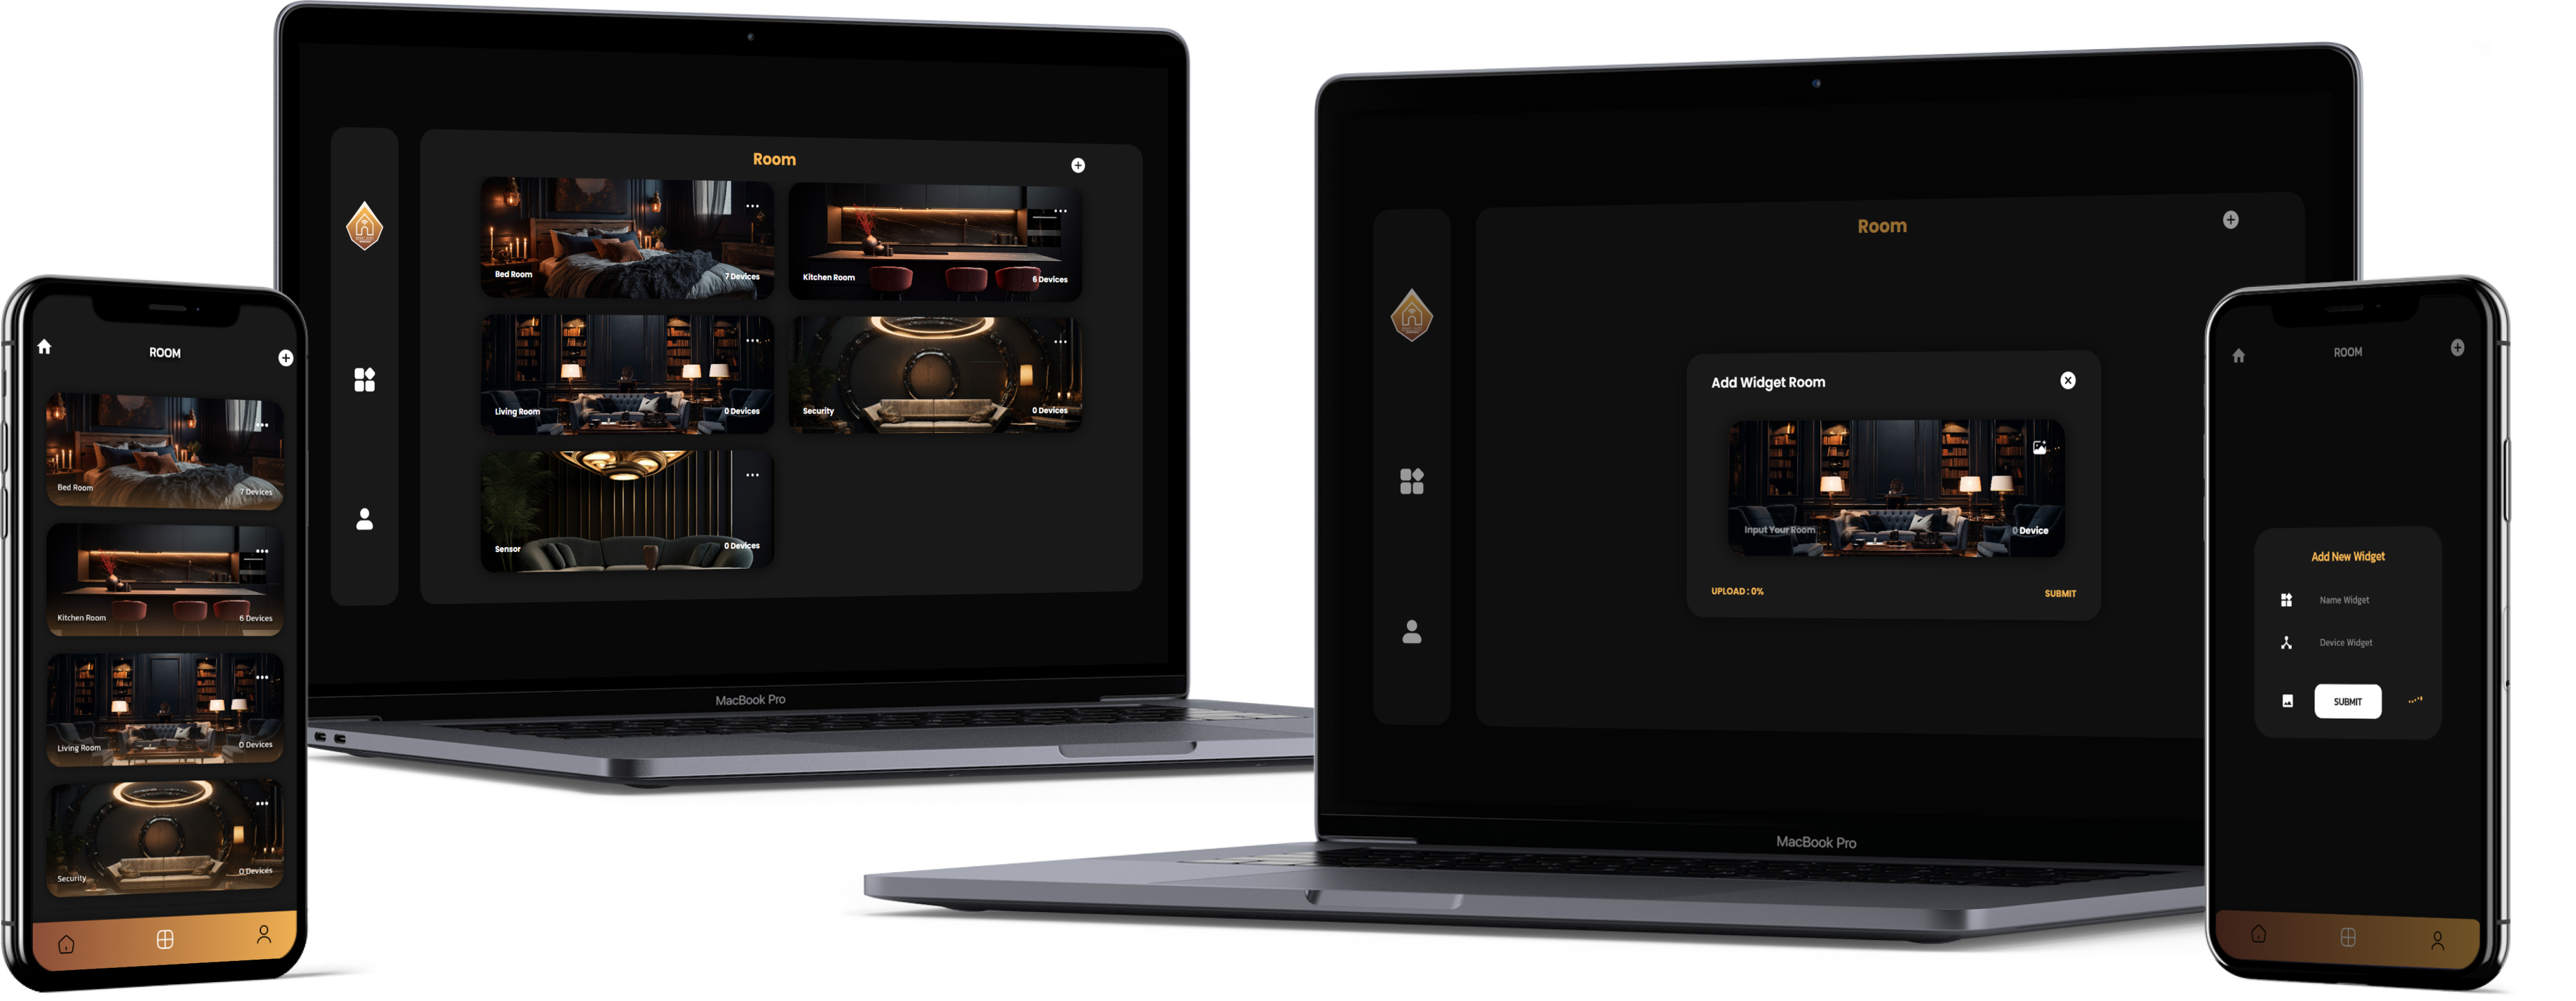 ROOM
Bed Room
7 Devices
Kitchen Room
6 Devices
Living Room
0 Devices
Security
0 Devices
Room
Bed Room
7 Devices
Kitchen Room
6 Devices
Living Room
0 Devices
Security
0 Devices
Sensor
0 Devices
MacBook Pro
Room
Add Widget Room
Input Your Room
0 Device
UPLOAD : 0%
SUBMIT
MacBook Pro
ROOM
Add New Widget
Name Widget
Device Widget
SUBMIT